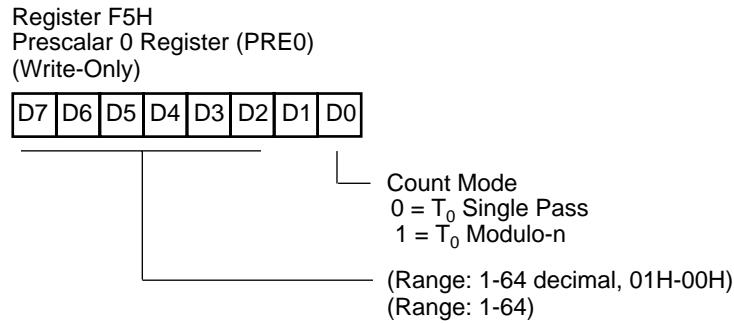 Register F5H
Prescalar 0 Register (PRE0)
(Write-Only)
D7 D6 D5 D4 D3 D2 D1 D0
Count Mode
0 = T₀ Single Pass
1 = T₀ Modulo-n
(Range: 1-64 decimal, 01H-00H)
(Range: 1-64)